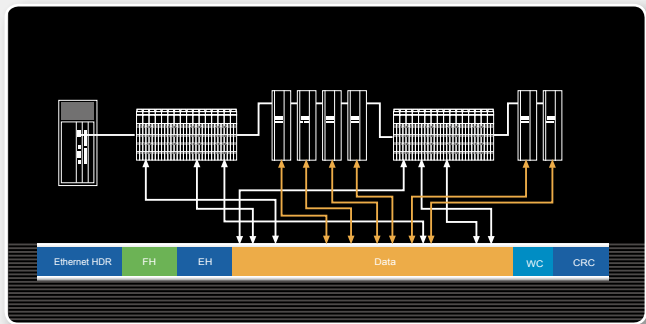 Ethernet HDR
FH
EH
Data
WC
CRC